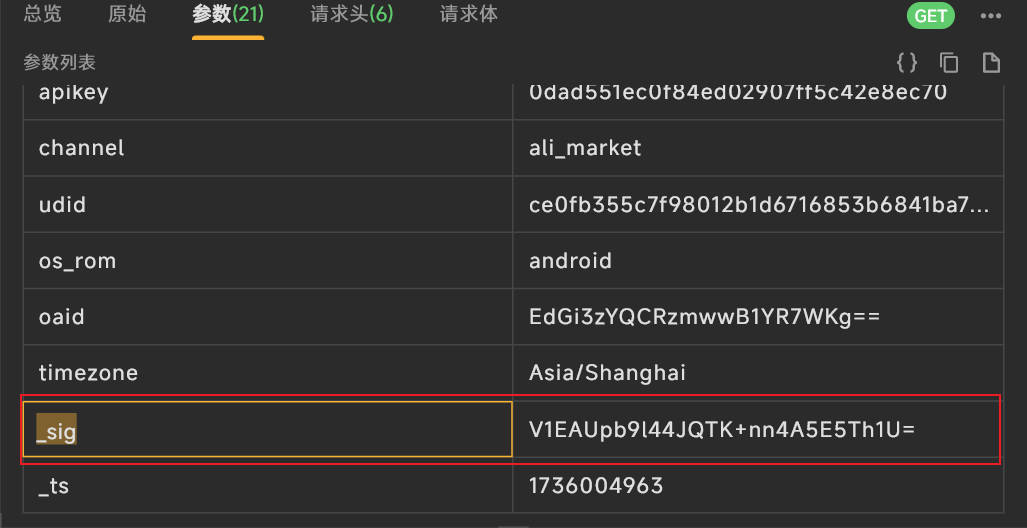 总览 原始 参数(21) 请求头(6) 请求体 GET
参数列表
apikey 0dad551ec0f84ed02907ff5c42e8ec70
channel ali_market
udid ce0fb355c7f98012b1d6716853b6841ba7...
os_rom android
oaid EdGi3zYQCRzmwwB1YR7WKg==
timezone Asia/Shanghai
_sig V1EAUpb9l44JQTK+nn4A5E5Th1U=
_ts 1736004963